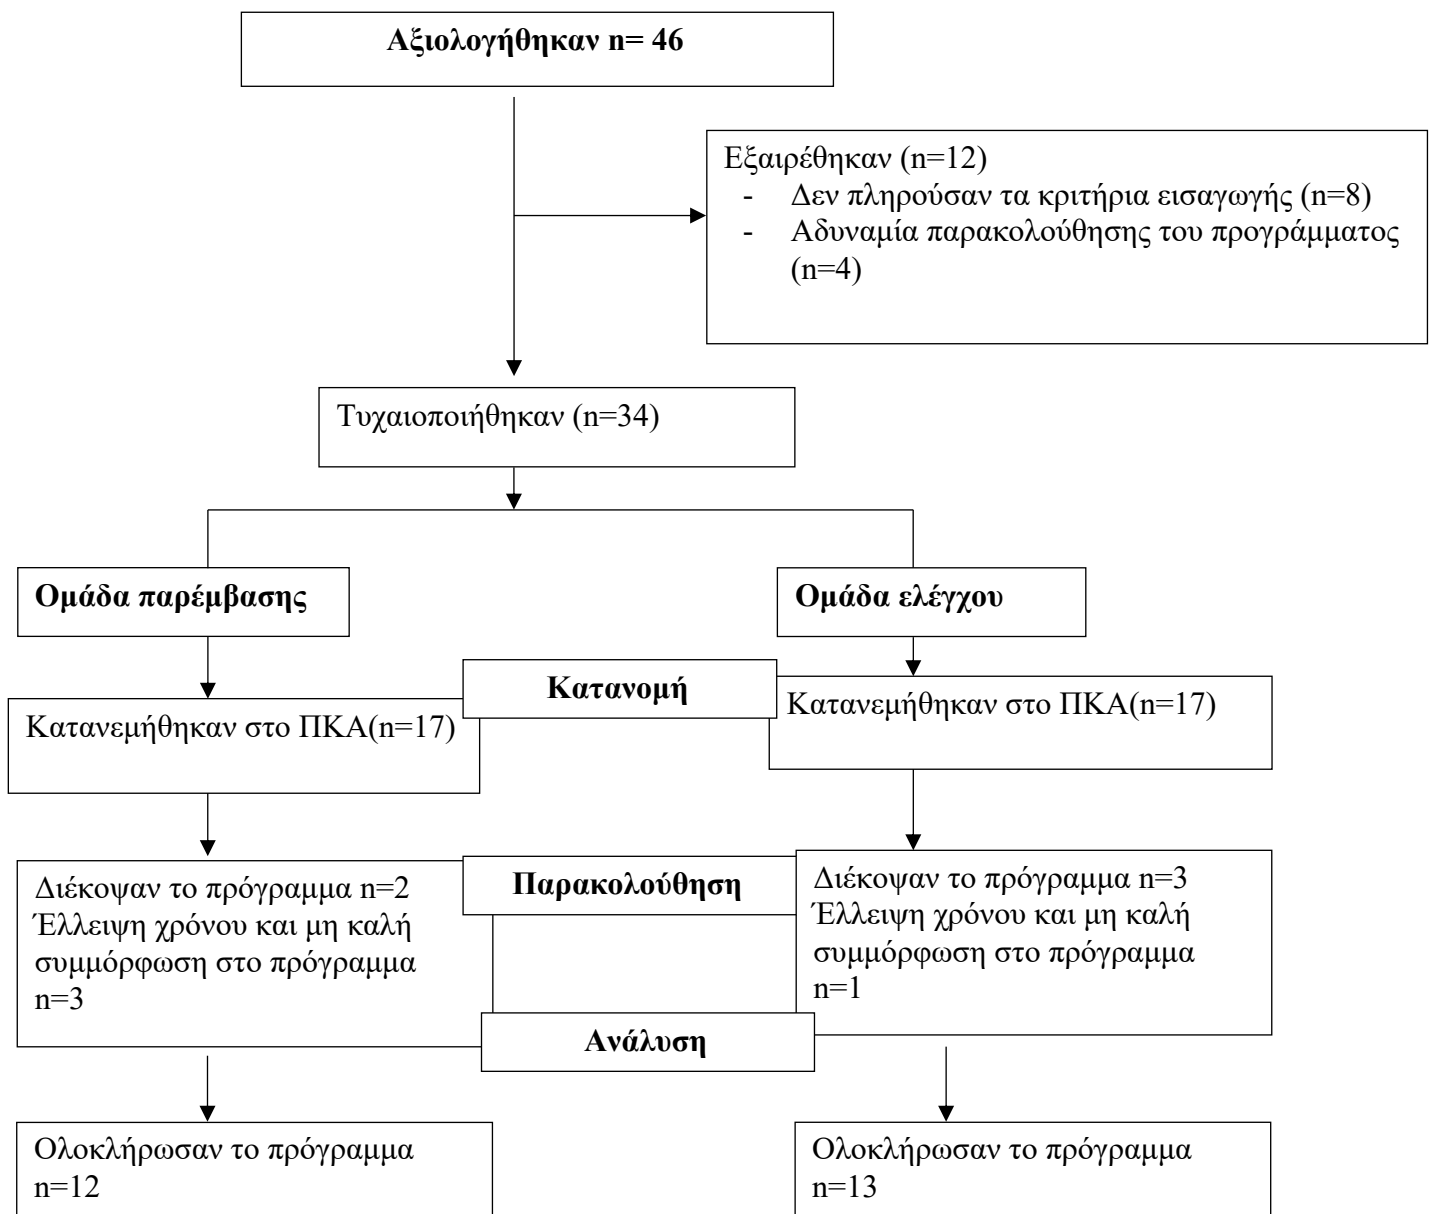 Αξιολογήθηκαν n= 46
Εξαιρέθηκαν (n=12)
- Δεν πληρούσαν τα κριτήρια εισαγωγής (n=8)
- Αδυναμία παρακολούθησης του προγράμματος
(n=4)
Τυχαιοποιήθηκαν (n=34)
Ομάδα παρέμβασης
Ομάδα ελέγχου
Κατανομή
Κατανεμήθηκαν στο ΠΚΑ(n=17)
Κατανεμήθηκαν στο ΠΚΑ(n=17)
Παρακολούθηση
Διέκοψαν το πρόγραμμα n=2
Έλλειψη χρόνου και μη καλή
συμμόρφωση στο πρόγραμμα
n=3
Διέκοψαν το πρόγραμμα n=3
Έλλειψη χρόνου και μη καλή
συμμόρφωση στο πρόγραμμα
n=1
Ανάλυση
Ολοκλήρωσαν το πρόγραμμα
n=12
Ολοκλήρωσαν το πρόγραμμα
n=13